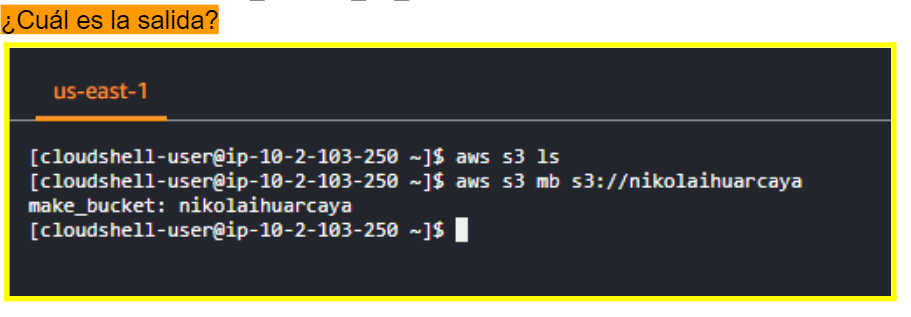 ¿Cuál es la salida?
us-east-1
[cloudshell-user@ip-10-2-103-250 ~]$ aws s3 ls
[cloudshell-user@ip-10-2-103-250 ~]$ aws s3 mb s3://nikolaihuarcaya
make_bucket: nikolaihuarcaya
[cloudshell-user@ip-10-2-103-250 ~]$